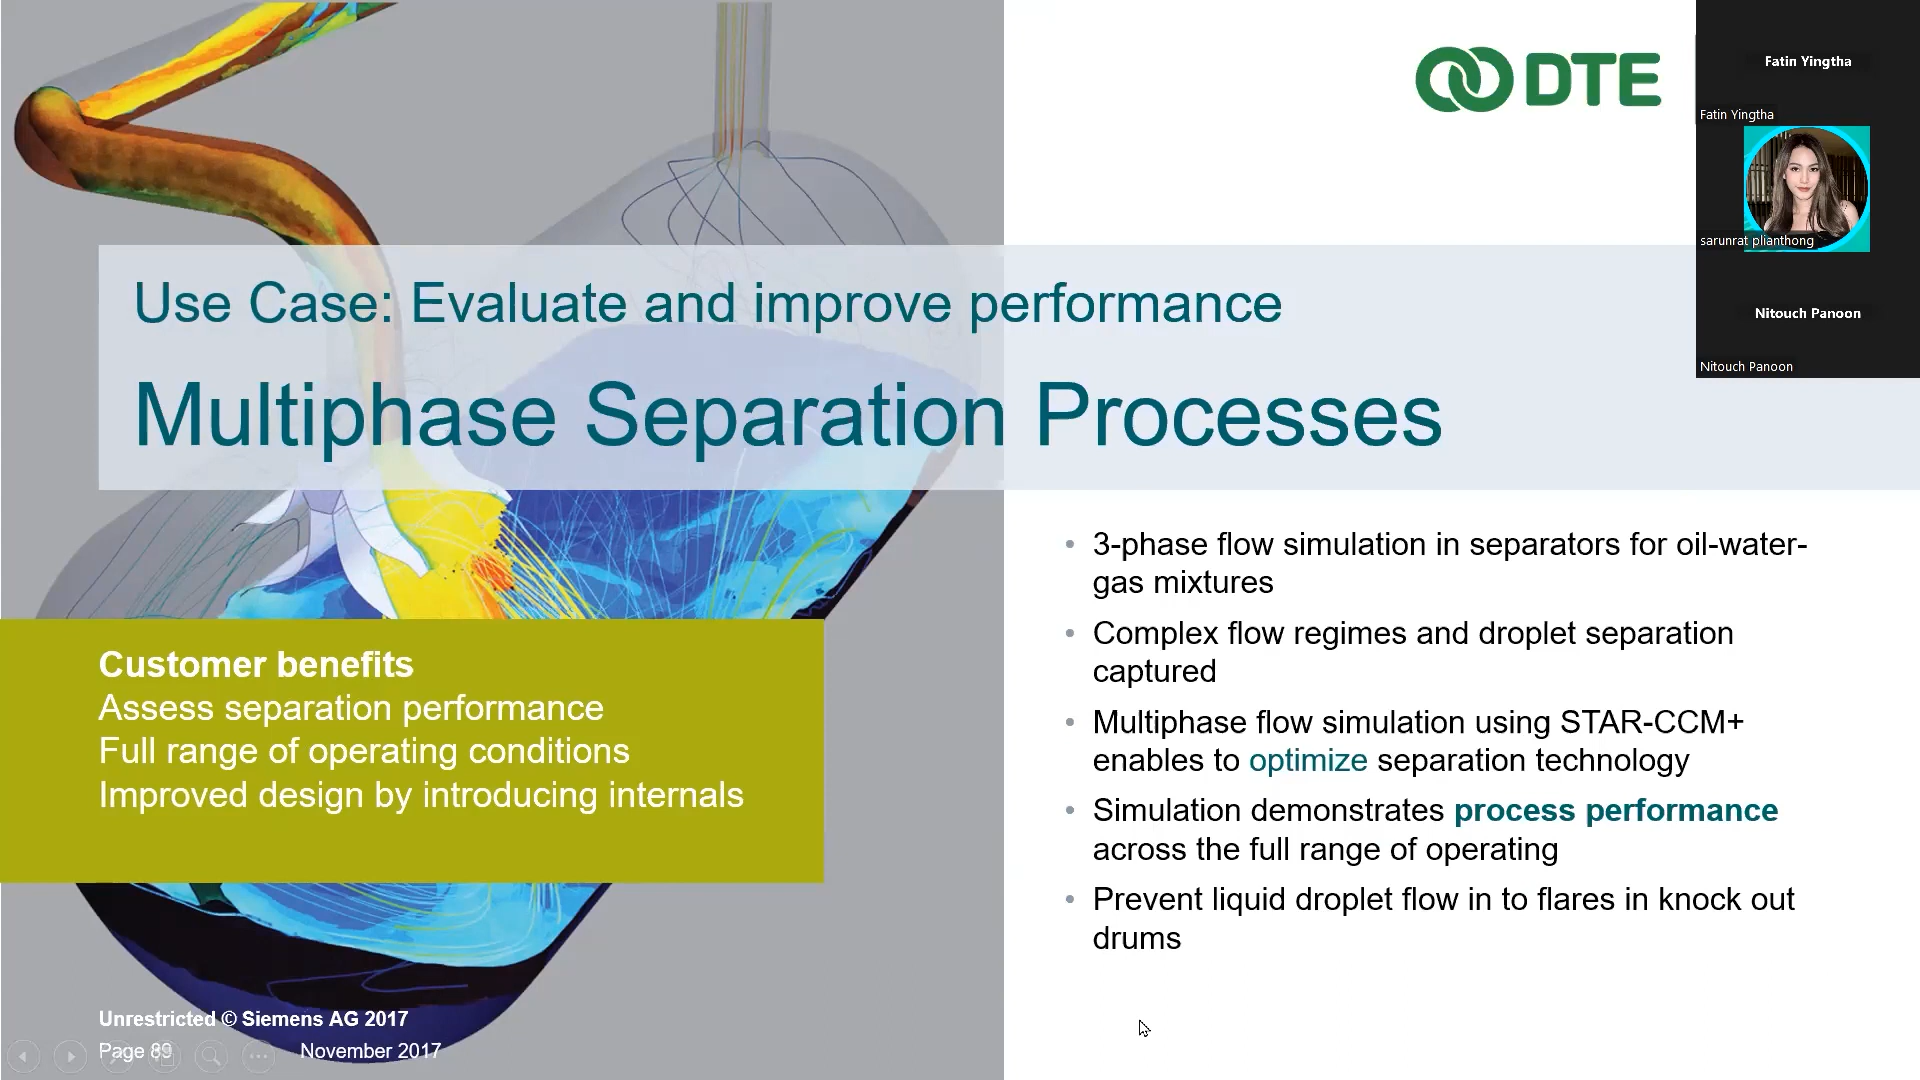 DTE
Fatin Yingtha
Fatin Yingtha
sarunrat plianthong
Nitouch Panoon
Nitouch Panoon
Use Case: Evaluate and improve performance
Multiphase Separation Processes
Customer benefits
Assess separation performance
Full range of operating conditions
Improved design by introducing internals
• 3-phase flow simulation in separators for oil-water-
gas mixtures
• Complex flow regimes and droplet separation
captured
• Multiphase flow simulation using STAR-CCM+
enables to optimize separation technology
• Simulation demonstrates process performance
across the full range of operating
• Prevent liquid droplet flow in to flares in knock out
drums
Unrestricted © Siemens AG 2017
Page 89 November 2017